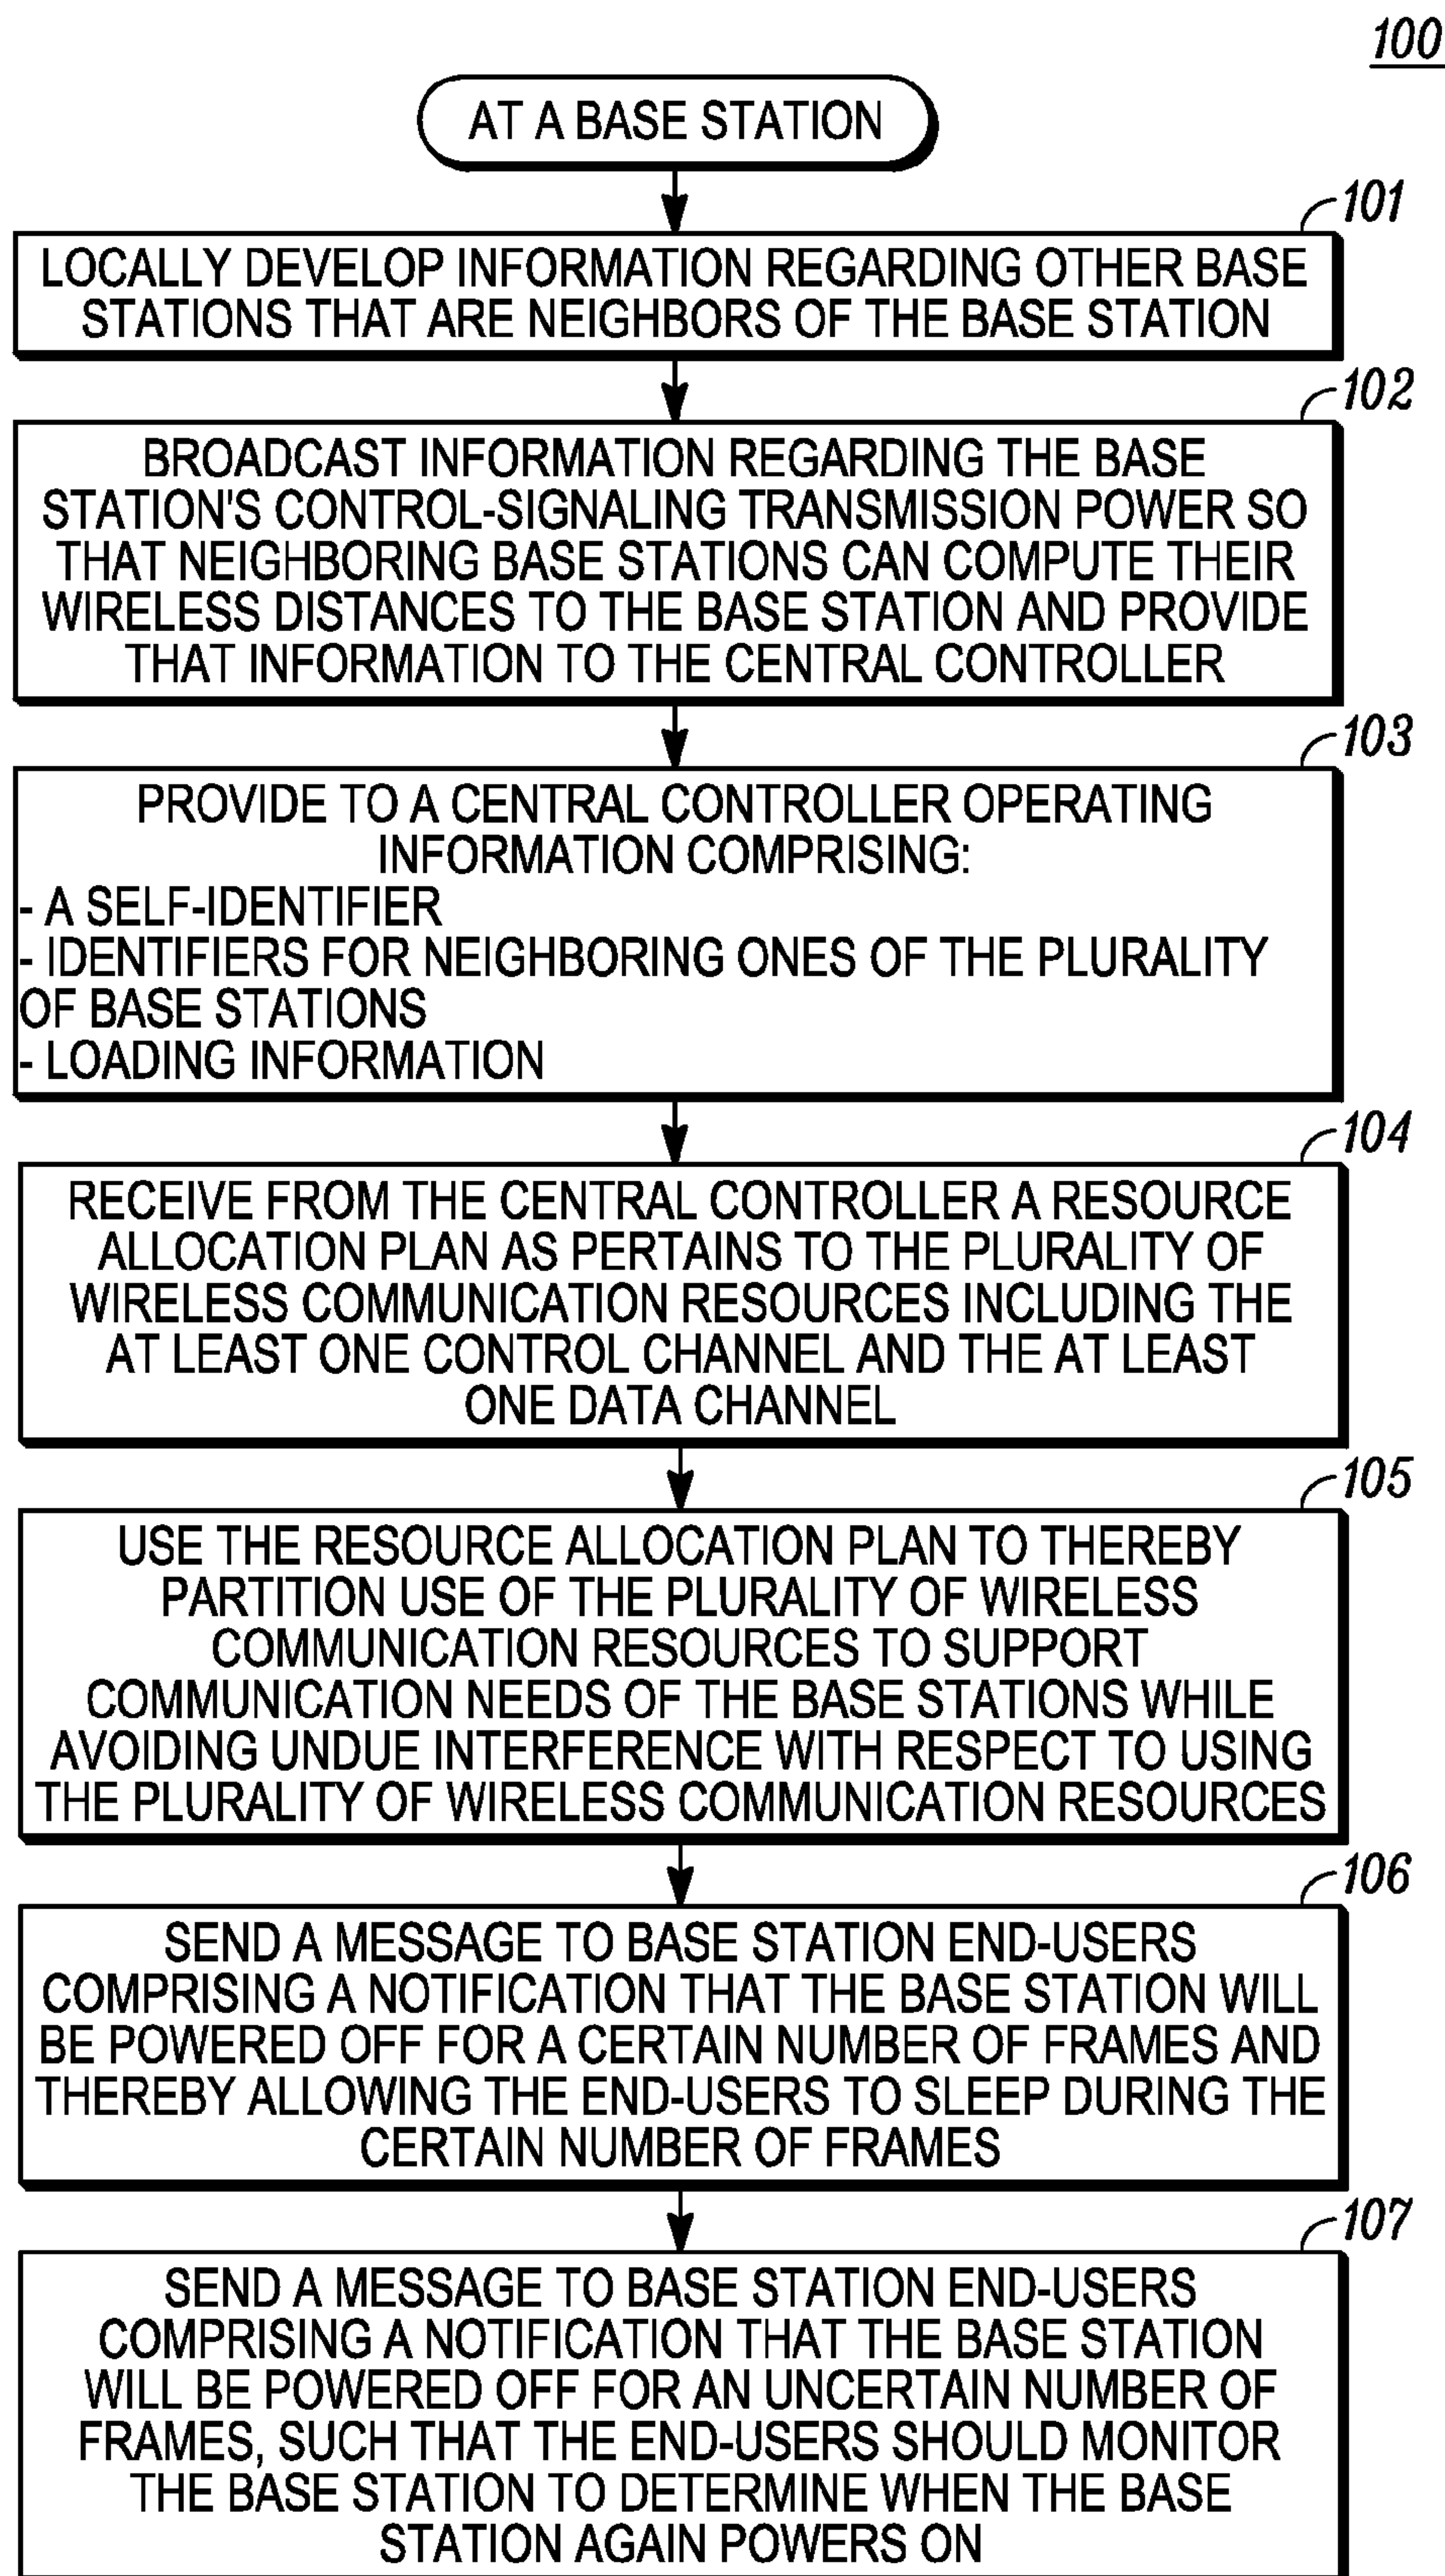 100
AT A BASE STATION
101
LOCALLY DEVELOP INFORMATION REGARDING OTHER BASE
STATIONS THAT ARE NEIGHBORS OF THE BASE STATION
102
BROADCAST INFORMATION REGARDING THE BASE
STATION'S CONTROL-SIGNALING TRANSMISSION POWER SO
THAT NEIGHBORING BASE STATIONS CAN COMPUTE THEIR
WIRELESS DISTANCES TO THE BASE STATION AND PROVIDE
THAT INFORMATION TO THE CENTRAL CONTROLLER
103
PROVIDE TO A CENTRAL CONTROLLER OPERATING
INFORMATION COMPRISING:
- A SELF-IDENTIFIER
- IDENTIFIERS FOR NEIGHBORING ONES OF THE PLURALITY
OF BASE STATIONS
- LOADING INFORMATION
104
RECEIVE FROM THE CENTRAL CONTROLLER A RESOURCE
ALLOCATION PLAN AS PERTAINS TO THE PLURALITY OF
WIRELESS COMMUNICATION RESOURCES INCLUDING THE
AT LEAST ONE CONTROL CHANNEL AND THE AT LEAST
ONE DATA CHANNEL
105
USE THE RESOURCE ALLOCATION PLAN TO THEREBY
PARTITION USE OF THE PLURALITY OF WIRELESS
COMMUNICATION RESOURCES TO SUPPORT
COMMUNICATION NEEDS OF THE BASE STATIONS WHILE
AVOIDING UNDUE INTERFERENCE WITH RESPECT TO USING
THE PLURALITY OF WIRELESS COMMUNICATION RESOURCES
106
SEND A MESSAGE TO BASE STATION END-USERS
COMPRISING A NOTIFICATION THAT THE BASE STATION WILL
BE POWERED OFF FOR A CERTAIN NUMBER OF FRAMES AND
THEREBY ALLOWING THE END-USERS TO SLEEP DURING THE
CERTAIN NUMBER OF FRAMES
107
SEND A MESSAGE TO BASE STATION END-USERS
COMPRISING A NOTIFICATION THAT THE BASE STATION
WILL BE POWERED OFF FOR AN UNCERTAIN NUMBER OF
FRAMES, SUCH THAT THE END-USERS SHOULD MONITOR
THE BASE STATION TO DETERMINE WHEN THE BASE
STATION AGAIN POWERS ON